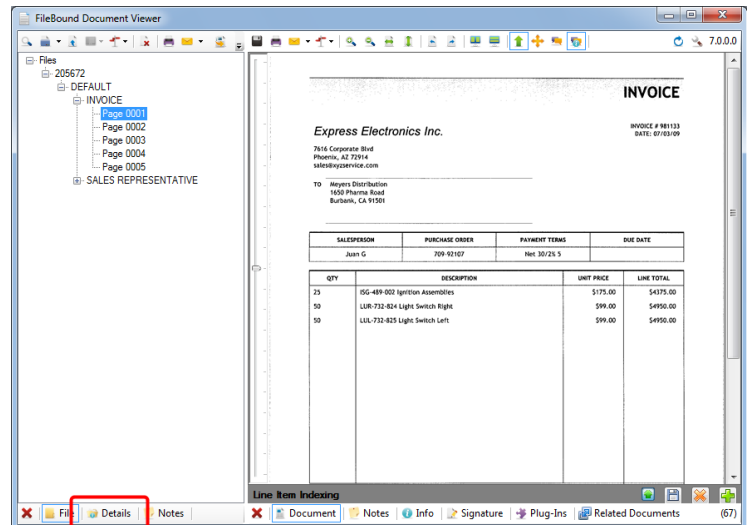 FileBound Document Viewer
7.0.0.0
Files
205672
DEFAULT
INVOICE
Page 0001
Page 0002
Page 0003
Page 0004
Page 0005
SALES REPRESENTATIVE
INVOICE
Express Electronics Inc.
INVOICE # 981133
DATE: 07/03/09
7616 Corporate Blvd
Phoenix, AZ 72914
sales@xyzservice.com
TO Meyers Distribution
1650 Pharma Road
Burbank, CA 91501
SALESPERSON PURCHASE ORDER PAYMENT TERMS DUE DATE
Juan G 709-92107 Net 30/2% 5
QTY DESCRIPTION UNIT PRICE LINE TOTAL
25 ISG-489-002 Ignition Assemblies $175.00 $4375.00
50 LUR-732-824 Light Switch Right $99.00 $4950.00
50 LUL-732-825 Light Switch Left $99.00 $4950.00
Line Item Indexing
File Details Notes
Document Notes Info Signature Plug-Ins Related Documents (67)